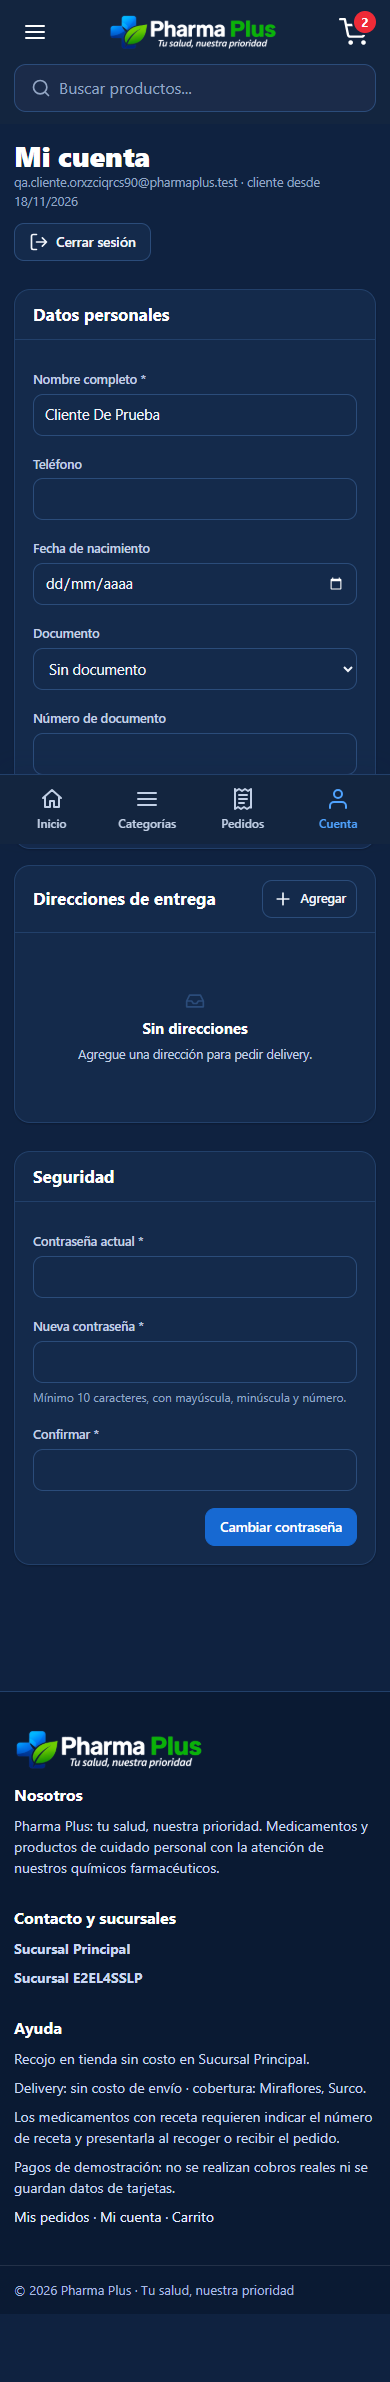 Pharma Plus
Tu salud, nuestra prioridad
2
Buscar productos...
Mi cuenta
qa.cliente.orxzciqrcs90@pharmaplus.test · cliente desde
18/11/2026
Cerrar sesión
Datos personales
Nombre completo *
Cliente De Prueba
Teléfono
Fecha de nacimiento
dd/mm/aaaa
Documento
Sin documento
Número de documento
Inicio
Categorías
Pedidos
Cuenta
Direcciones de entrega
Agregar
Sin direcciones
Agregue una dirección para pedir delivery.
Seguridad
Contraseña actual *
Nueva contraseña *
Mínimo 10 caracteres, con mayúscula, minúscula y número.
Confirmar *
Cambiar contraseña
Pharma Plus
Tu salud, nuestra prioridad
Nosotros
Pharma Plus: tu salud, nuestra prioridad. Medicamentos y
productos de cuidado personal con la atención de
nuestros químicos farmacéuticos.
Contacto y sucursales
Sucursal Principal
Sucursal E2EL4SSLP
Ayuda
Recojo en tienda sin costo en Sucursal Principal.
Delivery: sin costo de envío · cobertura: Miraflores, Surco.
Los medicamentos con receta requieren indicar el número
de receta y presentarla al recoger o recibir el pedido.
Pagos de demostración: no se realizan cobros reales ni se
guardan datos de tarjetas.
Mis pedidos · Mi cuenta · Carrito
© 2026 Pharma Plus · Tu salud, nuestra prioridad